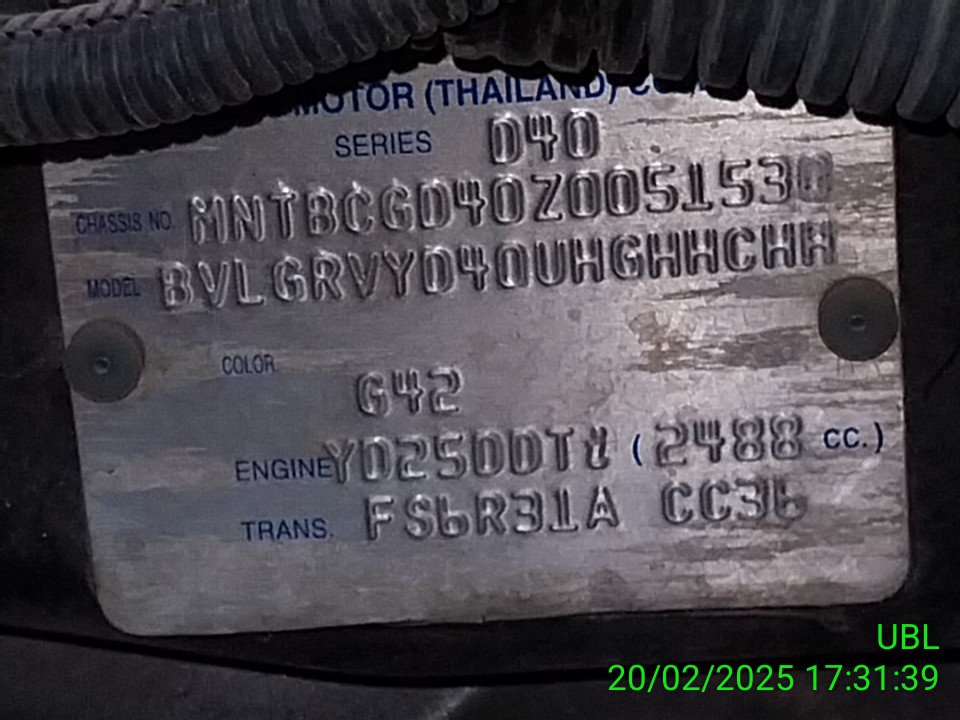 MOTOR (THAILAND) CO.
SERIES D40
CHASSIS NO. MNTBCGD40Z0051530
MODEL BVLGRVYD40UHGHHCHH
COLOR
G42
ENGINE YD25DDTi (2488 CC.)
TRANS. FS6R31A CC36
UBL
20/02/2025 17:31:39